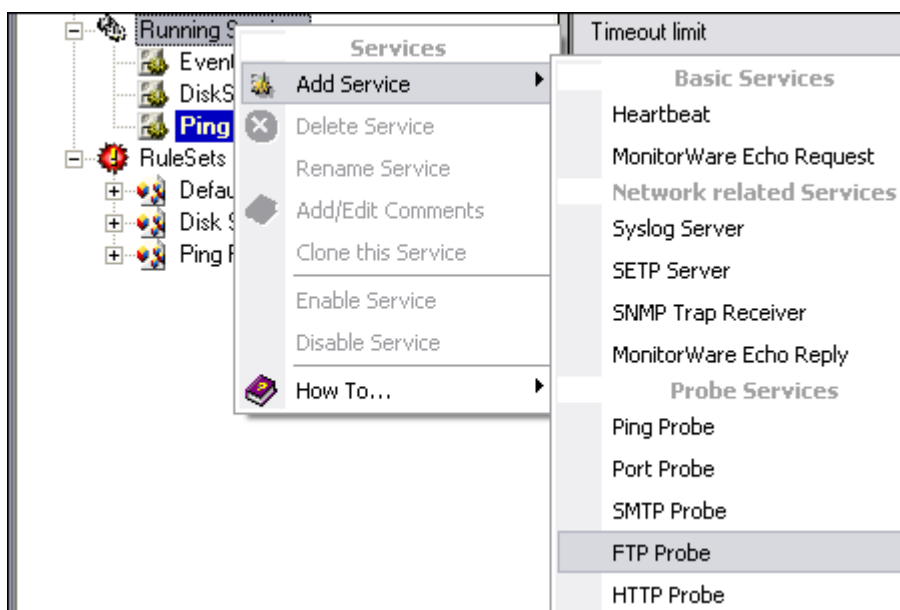 Running
Ping
RuleSets
Disk
Ping
Services
Add Service
Delete Service
Rename Service
Add/Edit Comments
Clone this Service
Enable Service
Disable Service
How To...
Timeout limit
Basic Services
Heartbeat
MonitorWare Echo Request
Network related Services
Syslog Server
SETP Server
SNMP Trap Receiver
MonitorWare Echo Reply
Probe Services
Ping Probe
Port Probe
SMTP Probe
FTP Probe
HTTP Probe